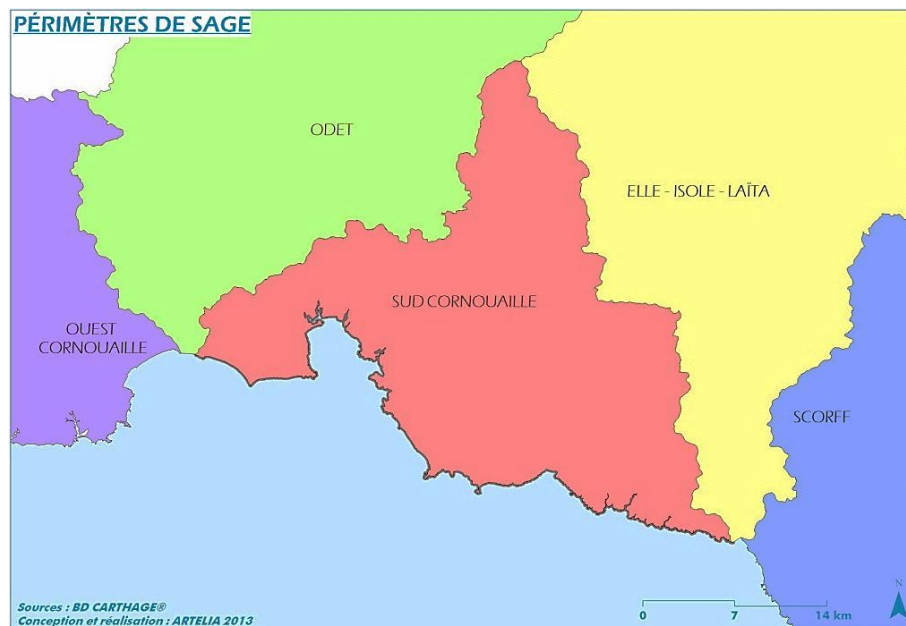 PÉRIMÈTRES DE SAGE
ODET
ELLE - ISOLE - LAÏTA
SUD CORNOUAILLE
OUEST
CORNOUAILLE
SCORFF
N
Sources : BD CARTHAGE®
Conception et réalisation : ARTELIA 2013
0 7 14 km